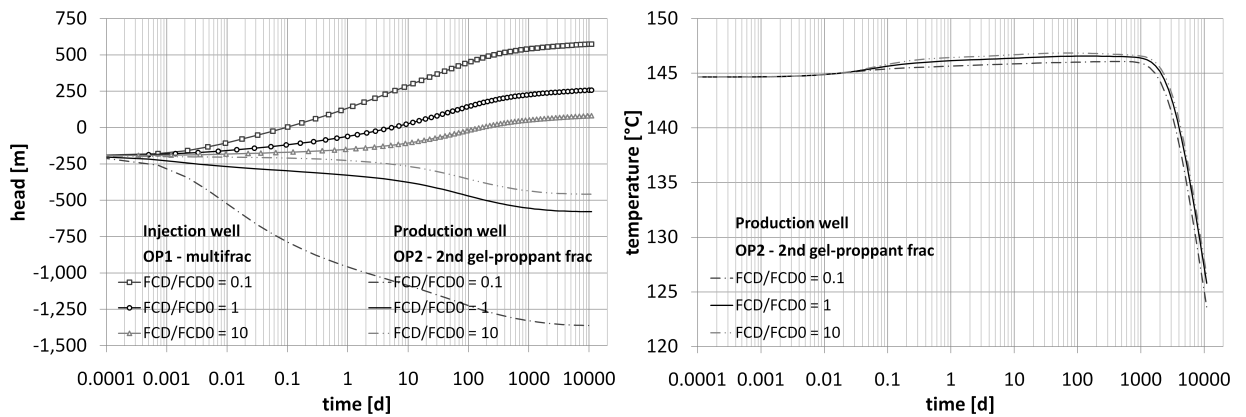 750
500
250
0
-250
-500
-750
-1,000
-1,250
-1,500
head [m]
Injection well
OP1 - multifrac
FCD/FCD0 = 0.1
FCD/FCD0 = 1
FCD/FCD0 = 10
Production well
OP2 - 2nd gel-proppant frac
FCD/FCD0 = 0.1
FCD/FCD0 = 1
FCD/FCD0 = 10
0.0001 0.001 0.01 0.1 1 10 100 1000 10000
time [d]
150
145
140
135
130
125
120
temperature [°C]
Production well
OP2 - 2nd gel-proppant frac
FCD/FCD0 = 0.1
FCD/FCD0 = 1
FCD/FCD0 = 10
0.0001 0.001 0.01 0.1 1 10 100 1000 10000
time [d]